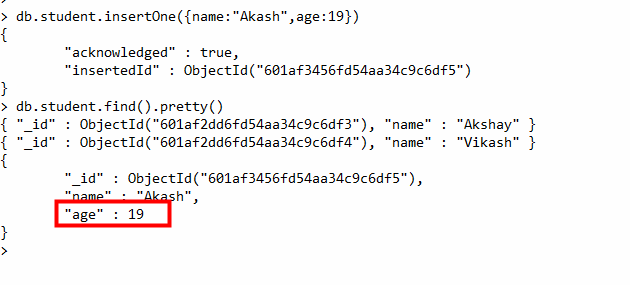 > db.student.insertOne({name:"Akash",age:19})
{
        "acknowledged" : true,
        "insertedId" : ObjectId("601af3456fd54aa34c9c6df5")
}
> db.student.find().pretty()
{ "_id" : ObjectId("601af2dd6fd54aa34c9c6df3"), "name" : "Akshay" }
{ "_id" : ObjectId("601af2dd6fd54aa34c9c6df4"), "name" : "Vikash" }
{
        "_id" : ObjectId("601af3456fd54aa34c9c6df5"),
        "name" : "Akash",
        "age" : 19
}
>